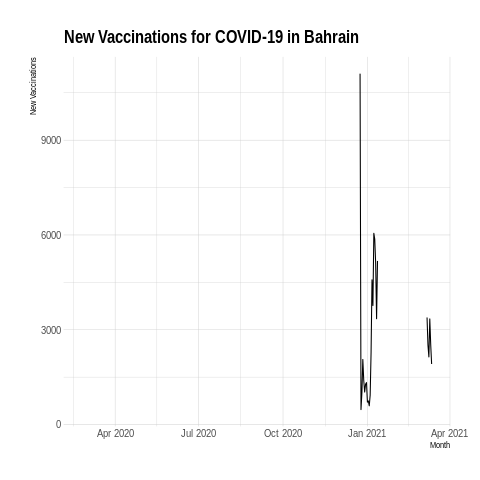 New Vaccinations for COVID-19 in Bahrain
New Vaccinations
9000
6000
3000
0
Apr 2020
Jul 2020
Oct 2020
Jan 2021
Apr 2021
Month